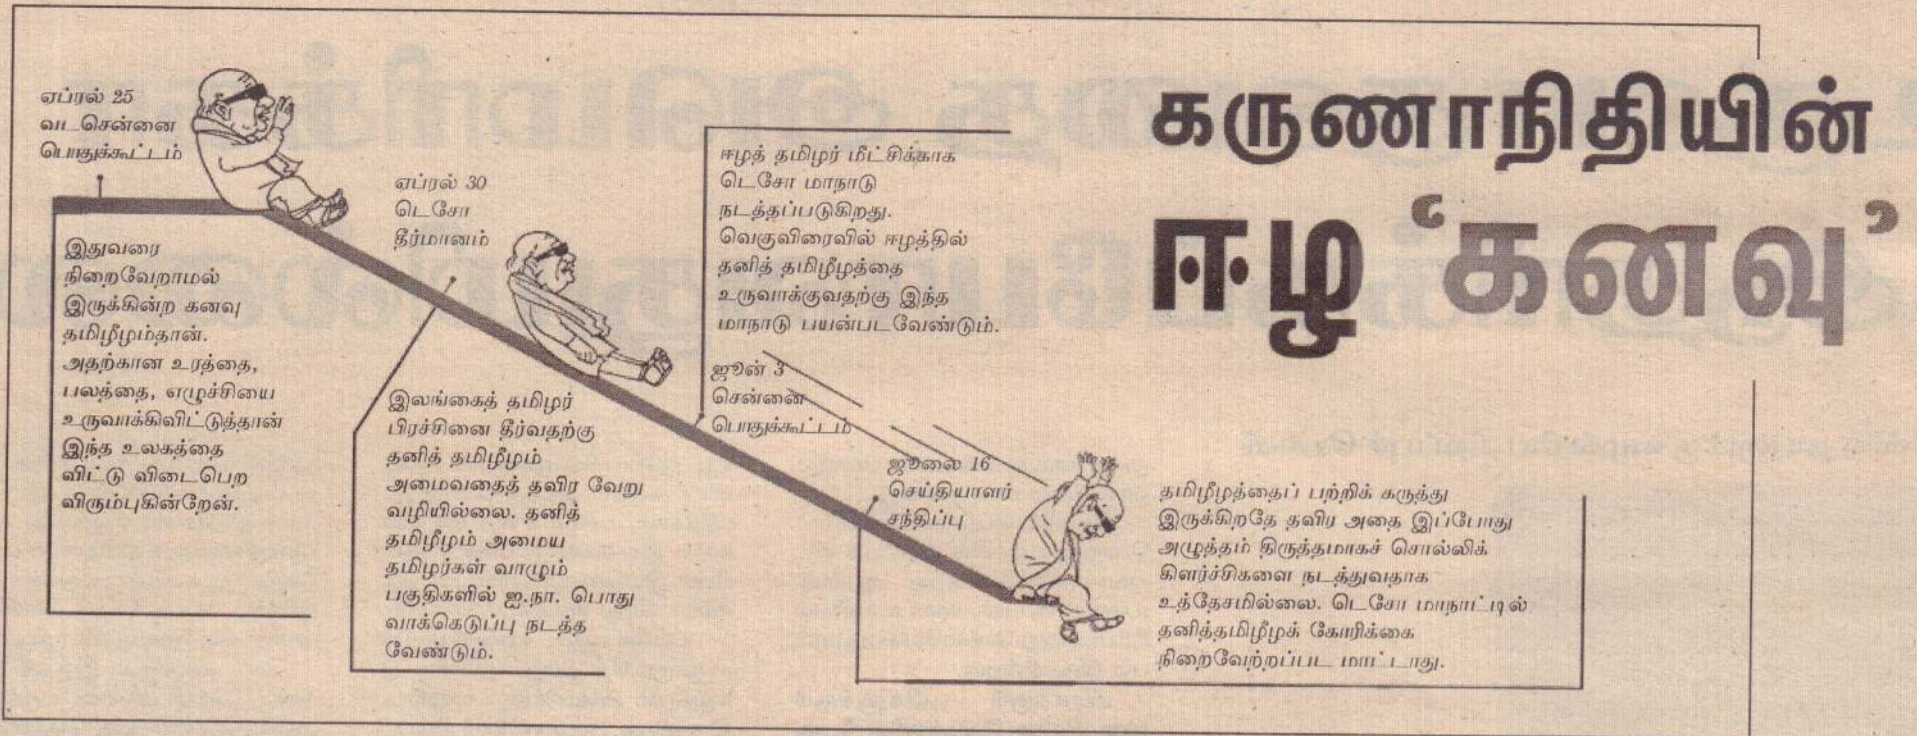 கருணாநிதியின்
ஈழ ‘கனவு’
ஏப்ரல் 25
வடசென்னை
பொதுக்கூட்டம்
இதுவரை
நிறைவேறாமல்
இருக்கின்ற கனவு
தமிழீழம்தான்.
அதற்கான உரத்தை,
பலத்தை, எழுச்சியை
உருவாக்கிவிட்டுத்தான்
இந்த உலகத்தை
விட்டு விடைபெற
விரும்புகின்றேன்.
ஏப்ரல் 30
டெசோ
தீர்மானம்
இலங்கைத் தமிழர்
பிரச்சினை தீர்வதற்கு
தனித் தமிழீழம்
அமைவதைத் தவிர வேறு
வழியில்லை. தனித்
தமிழீழம் அமைய
தமிழர்கள் வாழும்
பகுதிகளில் ஐ.நா. பொது
வாக்கெடுப்பு நடத்த
வேண்டும்.
ஈழத் தமிழர் மீட்சிக்காக
டெசோ மாநாடு
நடத்தப்படுகிறது.
வெகுவிரைவில் ஈழத்தில்
தனித் தமிழீழத்தை
உருவாக்குவதற்கு இந்த
மாநாடு பயன்படவேண்டும்.
ஜூன் 3
சென்னை
பொதுக்கூட்டம்
ஜூலை 16
செய்தியாளர்
சந்திப்பு
தமிழீழத்தைப் பற்றிக் கருத்து
இருக்கிறதே தவிர அதை இப்போது
அழுத்தம் திருத்தமாகச் சொல்லிக்
கிளர்ச்சிகளை நடத்துவதாக
உத்தேசமில்லை. டெசோ மாநாட்டில்
தனித்தமிழீழக் கோரிக்கை
நிறைவேற்றப்பட மாட்டாது.